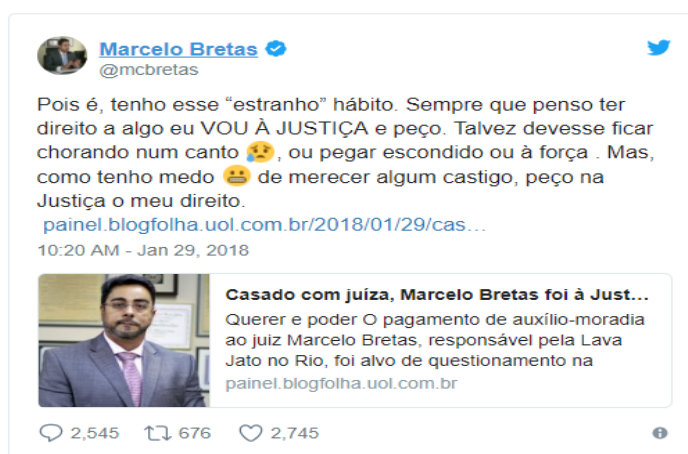 Marcelo Bretas
@mcbretas
Pois é, tenho esse “estranho” hábito. Sempre que penso ter
direito a algo eu VOU À JUSTIÇA e peço. Talvez devesse ficar
chorando num canto 😥, ou pegar escondido ou à força . Mas,
como tenho medo 😬 de merecer algum castigo, peço na
Justiça o meu direito.
painel.blogfolha.uol.com.br/2018/01/29/cas…
10:20 AM - Jan 29, 2018
Casado com juíza, Marcelo Bretas foi à Just…
Querer e poder O pagamento de auxílio-moradia
ao juiz Marcelo Bretas, responsável pela Lava
Jato no Rio, foi alvo de questionamento na
painel.blogfolha.uol.com.br
2,545 676 2,745